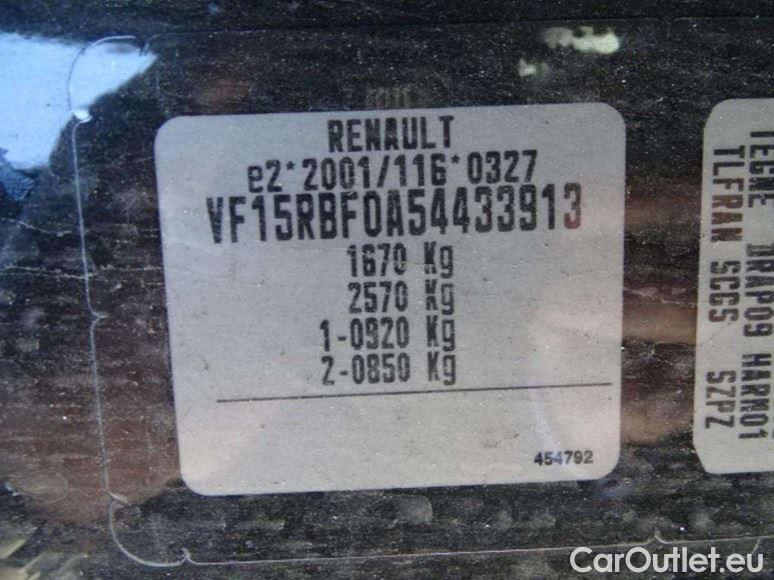 RENAULT
e2*2001/116*0327
VF15RBF0A54433913
1670 Kg
2570 Kg
1-0920 Kg
2-0850 Kg
454792
TECNE DRAP09 HARM01
TLFRAN SCC5 SZPZ
CarOutlet.eu